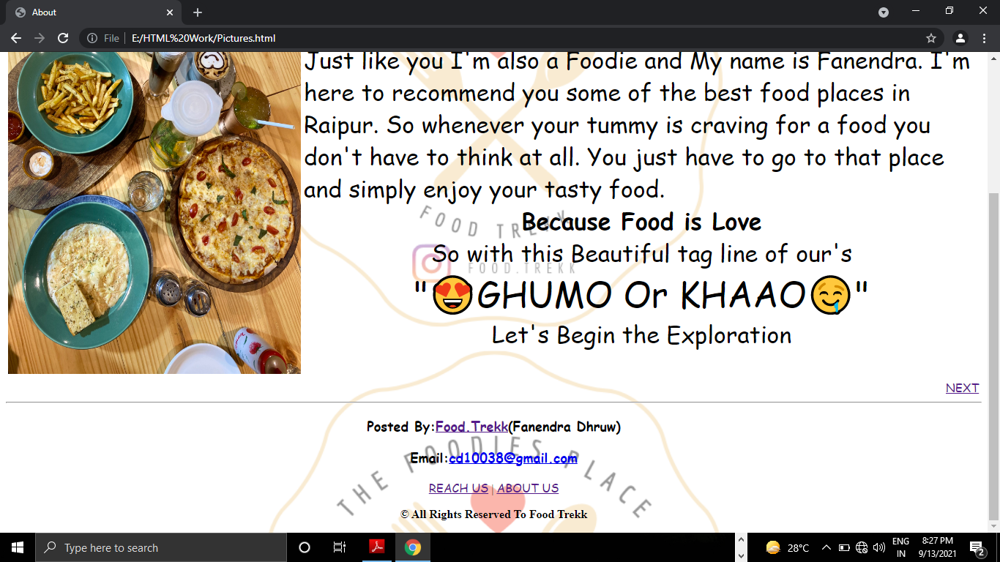 About
File
E:/HTML%20Work/Pictures.html
Just like you I'm also a Foodie and My name is Fanendra. I'm
here to recommend you some of the best food places in
Raipur. So whenever your tummy is craving for a food you
don't have to think at all. You just have to go to that place
and simply enjoy your tasty food.
FOOD TREKK
Because Food is Love
So with this Beautiful tag line of our's
FOOD.TREKK
"😍GHUMO Or KHAAO🤤"
Let's Begin the Exploration
NEXT
Posted By:Food.Trekk(Fanendra Dhruw)
THE FOODIES PLACE
Email:cd10038@gmail.com
REACH US | ABOUT US
© All Rights Reserved To Food Trekk
Type here to search
28°C
ENG
IN
8:27 PM
9/13/2021
2